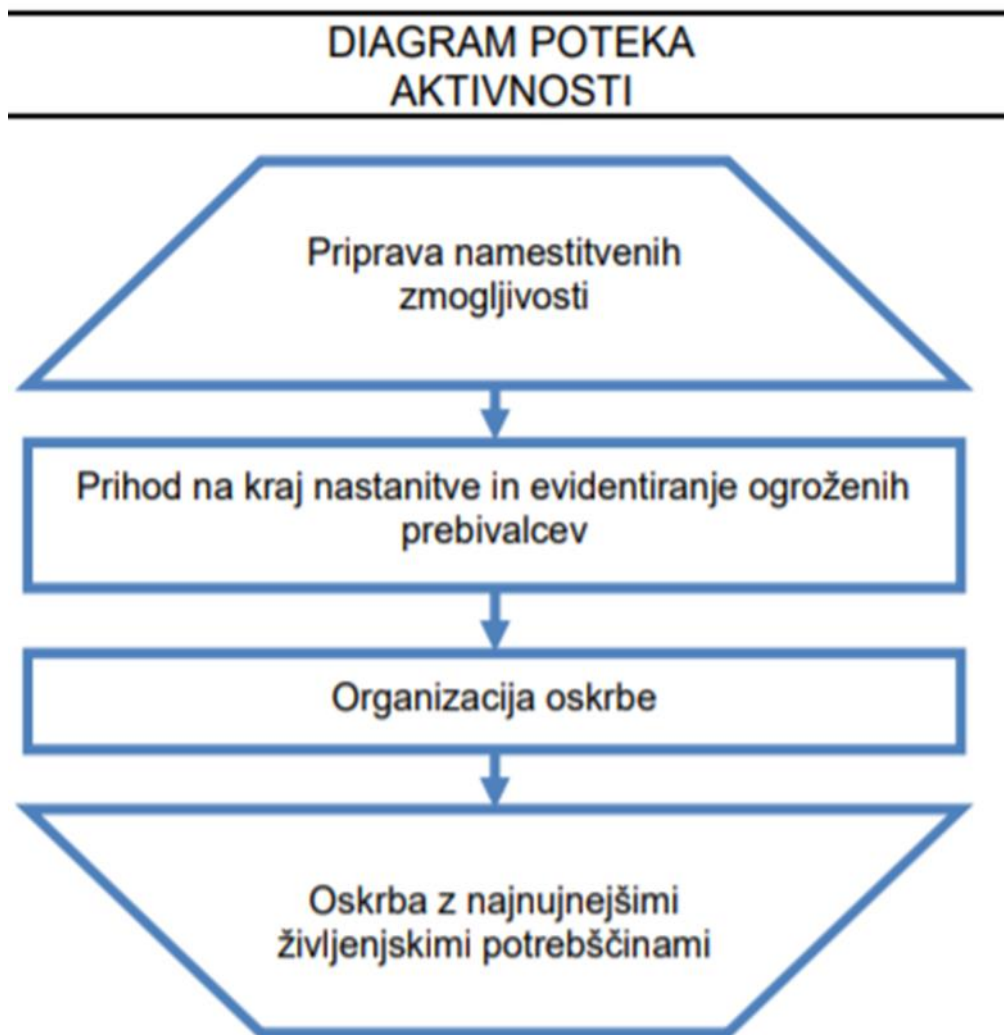 DIAGRAM POTEKA
AKTIVNOSTI
Priprava namestitvenih
zmogljivosti
Prihod na kraj nastanitve in evidentiranje ogroženih
prebivalcev
Organizacija oskrbe
Oskrba z najnujnejšimi
življenjskimi potrebščinami